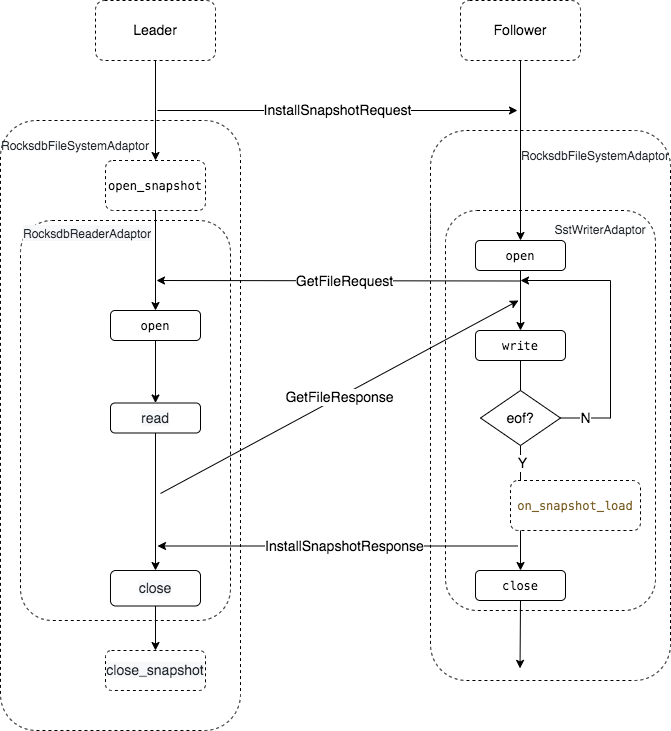 Leader
Follower
InstallSnapshotRequest
RocksdbFileSystemAdaptor
RocksdbFileSystemAdaptor
open_snapshot
RocksdbReaderAdaptor
SstWriterAdaptor
open
GetFileRequest
open
write
GetFileResponse
read
eof?
N
Y
on_snapshot_load
InstallSnapshotResponse
close
close
close_snapshot